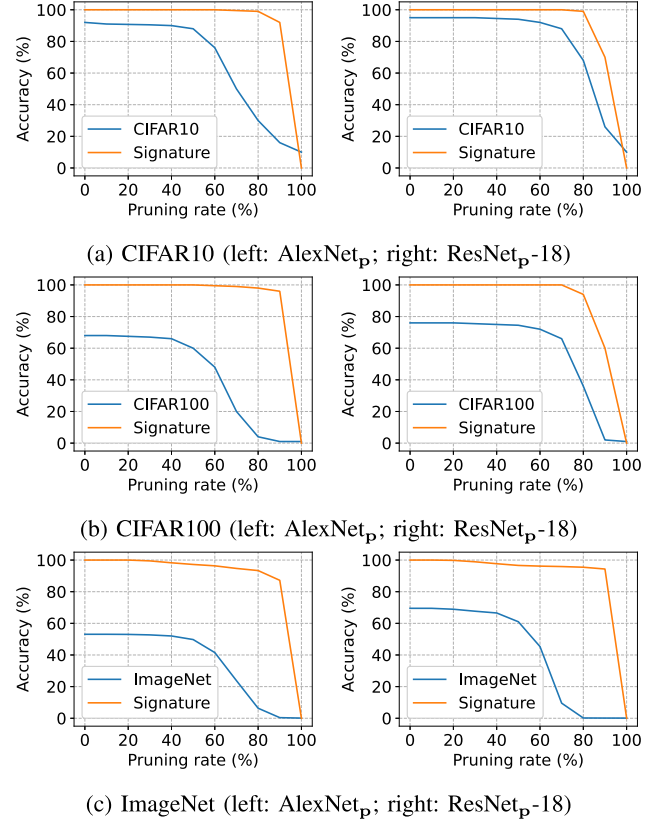 100
80
60
40
20
0
Accuracy (%)
CIFAR10
Signature
0 20 40 60 80 100
Pruning rate (%)
100
80
60
40
20
0
Accuracy (%)
CIFAR10
Signature
0 20 40 60 80 100
Pruning rate (%)
(a) CIFAR10 (left: AlexNetₚ; right: ResNetₚ-18)
100
80
60
40
20
0
Accuracy (%)
CIFAR100
Signature
0 20 40 60 80 100
Pruning rate (%)
100
80
60
40
20
0
Accuracy (%)
CIFAR100
Signature
0 20 40 60 80 100
Pruning rate (%)
(b) CIFAR100 (left: AlexNetₚ; right: ResNetₚ-18)
100
80
60
40
20
0
Accuracy (%)
ImageNet
Signature
0 20 40 60 80 100
Pruning rate (%)
100
80
60
40
20
0
Accuracy (%)
ImageNet
Signature
0 20 40 60 80 100
Pruning rate (%)
(c) ImageNet (left: AlexNetₚ; right: ResNetₚ-18)